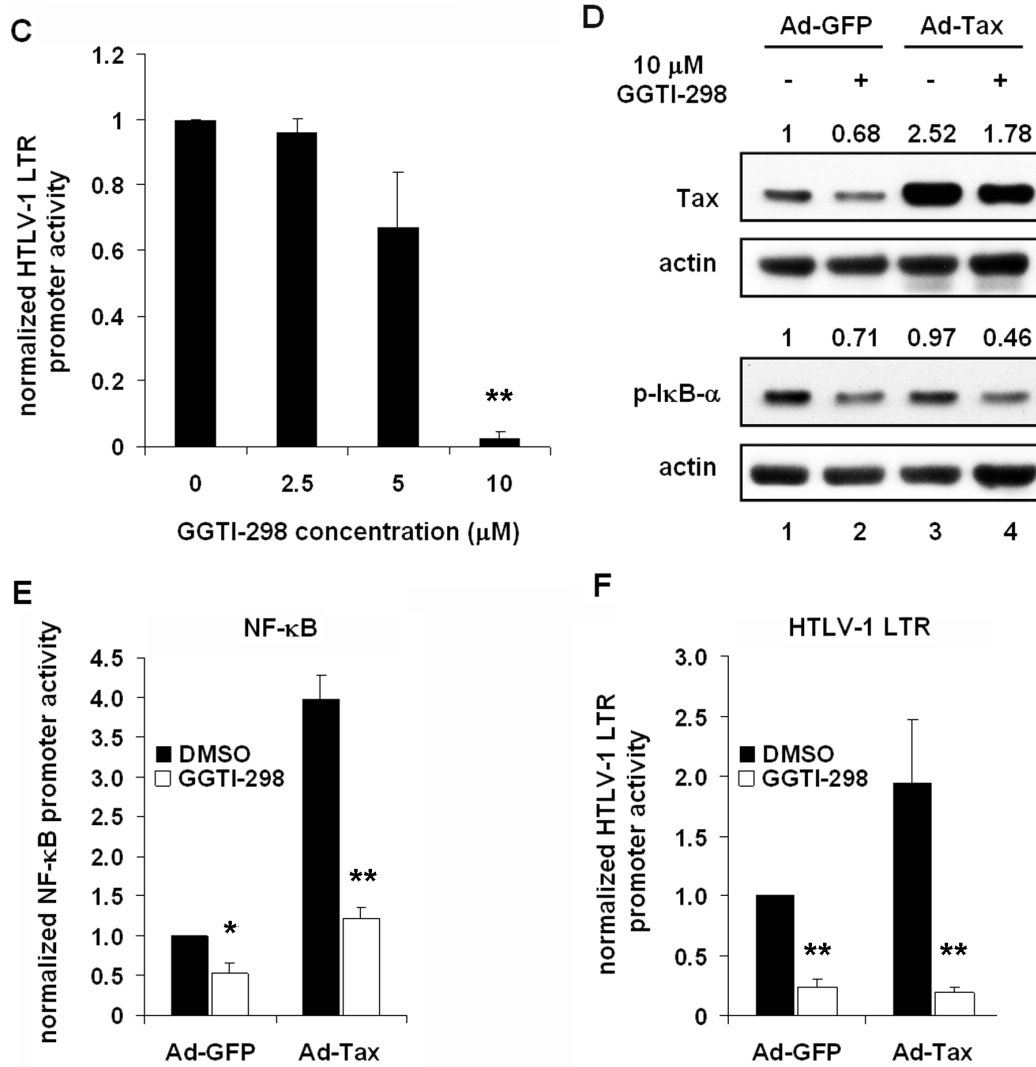 C
normalized HTLV-1 LTR
promoter activity
1.2
1
0.8
0.6
0.4
0.2
0
**
0 2.5 5 10
GGTI-298 concentration (μM)
D
Ad-GFP Ad-Tax
10 μM
GGTI-298
- + - +
1 0.68 2.52 1.78
Tax
actin
1 0.71 0.97 0.46
p-IκB-α
actin
1 2 3 4
E
NF-κB
normalized NF-κB promoter activity
4.5
4.0
3.5
4.0
2.5
2.0
1.5
1.0
0.5
0
DMSO
GGTI-298
*
**
Ad-GFP Ad-Tax
F
HTLV-1 LTR
normalized HTLV-1 LTR
promoter activity
3.0
2.5
2.0
1.5
1.0
0.5
0
DMSO
GGTI-298
**
**
Ad-GFP Ad-Tax